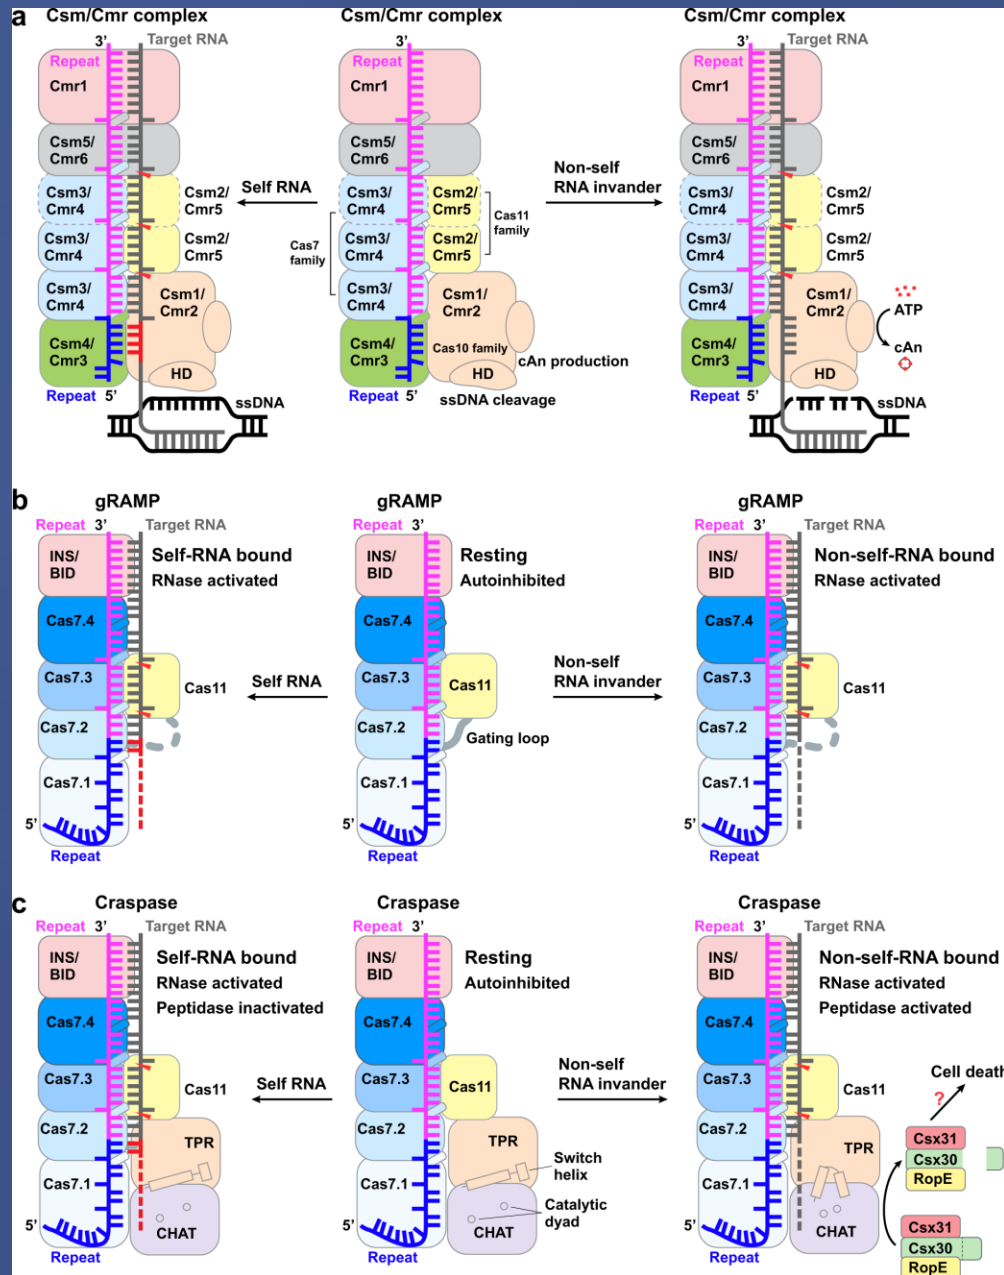 a
Csm/Cmr complex
Csm/Cmr complex
Csm/Cmr complex
3’
Target RNA
Repeat
Cmr1
Csm5/
Cmr6
Csm3/
Cmr4
Csm2/
Cmr5
Csm3/
Cmr4
Csm2/
Cmr5
Csm3/
Cmr4
Csm1/
Cmr2
Csm4/
Cmr3
HD
Repeat
5’
ssDNA
Self RNA
3’
Repeat
Cmr1
Csm5/
Cmr6
Csm3/
Cmr4
Csm2/
Cmr5
Cas11
family
Cas7
family
Csm3/
Cmr4
Csm2/
Cmr5
Csm3/
Cmr4
Csm1/
Cmr2
Csm4/
Cmr3
Cas10 family
cAn production
HD
Repeat
5’
ssDNA cleavage
Non-self
RNA invander
3’
Target RNA
Repeat
Cmr1
Csm5/
Cmr6
Csm3/
Cmr4
Csm2/
Cmr5
Csm3/
Cmr4
Csm2/
Cmr5
Csm3/
Cmr4
Csm1/
Cmr2
ATP
cAn
Csm4/
Cmr3
HD
Repeat
5’
ssDNA
b
gRAMP
gRAMP
gRAMP
Repeat
3’
Target RNA
INS/
BID
Self-RNA bound
RNase activated
Cas7.4
Cas7.3
Cas11
Cas7.2
Cas7.1
5’
Repeat
Self RNA
Repeat
3’
INS/
BID
Resting
Autoinhibited
Cas7.4
Cas7.3
Cas11
Cas7.2
Gating loop
Cas7.1
5’
Repeat
Non-self
RNA invander
Repeat
3’
Target RNA
INS/
BID
Non-self-RNA bound
RNase activated
Cas7.4
Cas7.3
Cas11
Cas7.2
Cas7.1
5’
Repeat
c
Craspase
Craspase
Craspase
Repeat
3’
Target RNA
INS/
BID
Self-RNA bound
RNase activated
Peptidase inactivated
Cas7.4
Cas7.3
Cas11
Cas7.2
TPR
Cas7.1
CHAT
5’
Repeat
Self RNA
Repeat
3’
INS/
BID
Resting
Autoinhibited
Cas7.4
Cas7.3
Cas11
Cas7.2
TPR
Switch
helix
Cas7.1
Catalytic
dyad
CHAT
5’
Repeat
Non-self
RNA invander
Repeat
3’
Target RNA
INS/
BID
Non-self-RNA bound
RNase activated
Peptidase activated
Cas7.4
Cas7.3
Cas11
Cas7.2
TPR
Cas7.1
CHAT
5’
Repeat
Cell death
?
Csx31
Csx30
RopE
Csx31
Csx30
RopE